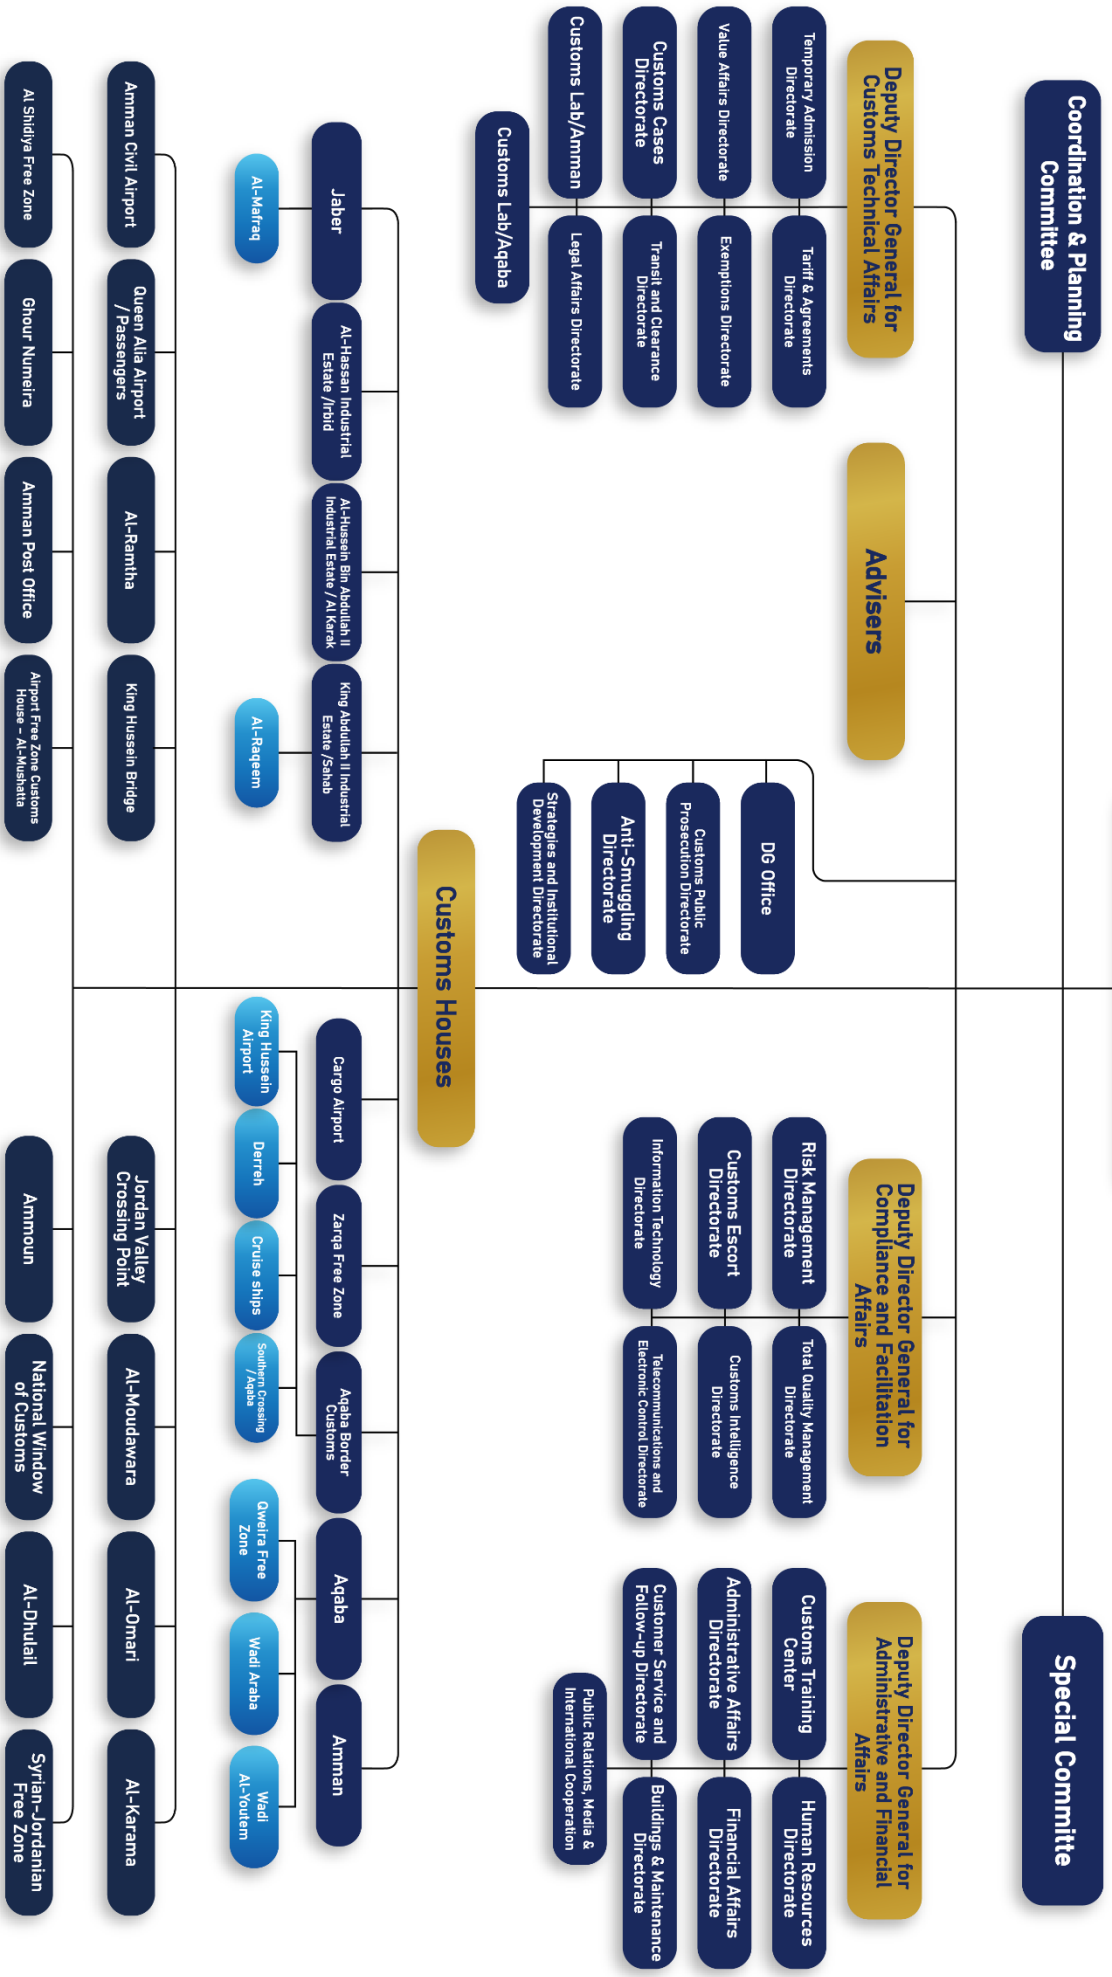 Coordination & Planning
Committee
Special Committe
Deputy Director General for
Customs Technical Affairs
Advisers
Deputy Director General for
Compliance and Facilitation
Affairs
Deputy Director General for
Administrative and Financial
Affairs
Temporary Admission
Directorate
Tariff & Agreements
Directorate
Value Affairs Directorate
Exemptions Directorate
Customs Cases
Directorate
Transit and Clearance
Directorate
Customs Lab/Amman
Legal Affairs Directorate
Customs Lab/Aqaba
DG Office
Customs Public
Prosecution Directorate
Anti-Smuggling
Directorate
Strategies and Institutional
Development Directorate
Risk Management
Directorate
Total Quality Management
Directorate
Customs Escort
Directorate
Customs Intelligence
Directorate
Information Technology
Directorate
Telecommunications and
Electronic Control Directorate
Customs Training
Center
Human Resources
Directorate
Administrative Affairs
Directorate
Financial Affairs
Directorate
Customer Service and
Follow-up Directorate
Buildings & Maintenance
Directorate
Public Relations, Media &
International Cooperation
Customs Houses
Jaber
Al-Hassan Industrial
Estate /Irbid
Al-Hussein Bin Abdullah II
Industrial Estate / Al Karak
King Abdullah II Industrial
Estate /Sahab
Cargo Airport
Zarqa Free Zone
Aqaba Border
Customs
Aqaba
Amman
Al-Mafraq
Al-Raqeem
King Hussein
Airport
Derreh
Cruise ships
Southern Crossing
/ Aqaba
Qweira Free
Zone
Wadi Araba
Wadi
Al-Youtem
Amman Civil Airport
Queen Alia Airport
/ Passengers
Al-Ramtha
King Hussein Bridge
Jordan Valley
Crossing Point
Al-Moudawara
Al-Omari
Al-Karama
Al Shidiya Free Zone
Ghour Numeira
Amman Post Office
Airport Free Zone Customs
House - Al-Mushatta
Ammoun
National Window
of Customs
Al-Dhulail
Syrian-Jordanian
Free Zone